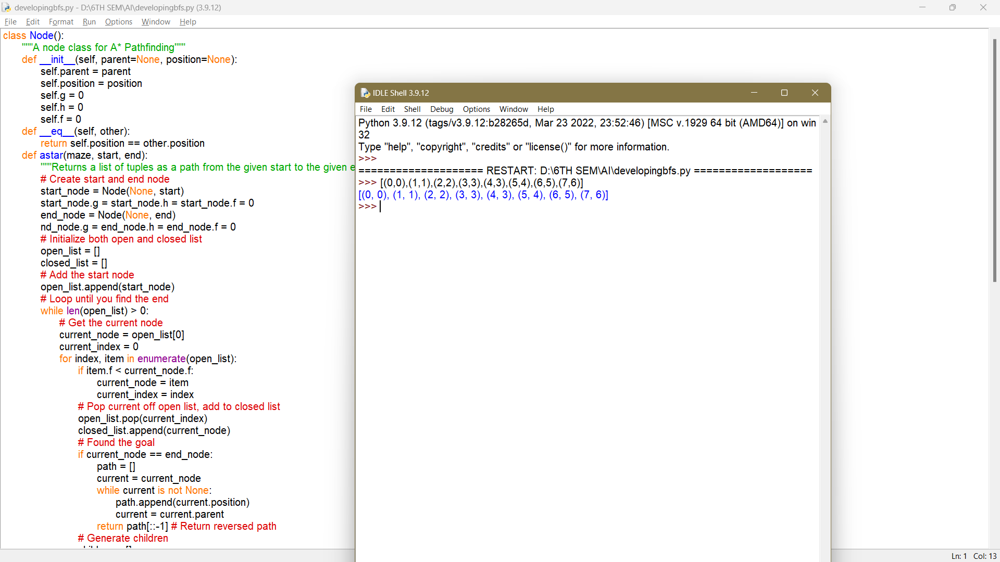 developingbfs.py - D:\6TH SEM\AI\developingbfs.py (3.9.12)
File Edit Format Run Options Window Help
class Node():
"""A node class for A* Pathfinding"""
def __init__(self, parent=None, position=None):
self.parent = parent
self.position = position
self.g = 0
self.h = 0
self.f = 0
def __eq__(self, other):
return self.position == other.position
def astar(maze, start, end):
"""Returns a list of tuples as a path from the given start to the given e
# Create start and end node
start_node = Node(None, start)
start_node.g = start_node.h = start_node.f = 0
end_node = Node(None, end)
nd_node.g = end_node.h = end_node.f = 0
# Initialize both open and closed list
open_list = []
closed_list = []
# Add the start node
open_list.append(start_node)
# Loop until you find the end
while len(open_list) > 0:
# Get the current node
current_node = open_list[0]
current_index = 0
for index, item in enumerate(open_list):
if item.f < current_node.f:
current_node = item
current_index = index
# Pop current off open list, add to closed list
open_list.pop(current_index)
closed_list.append(current_node)
# Found the goal
if current_node == end_node:
path = []
current = current_node
while current is not None:
path.append(current.position)
current = current.parent
return path[::-1] # Return reversed path
# Generate children
IDLE Shell 3.9.12
File Edit Shell Debug Options Window Help
Python 3.9.12 (tags/v3.9.12:b28265d, Mar 23 2022, 23:52:46) [MSC v.1929 64 bit (AMD64)] on win
32
Type "help", "copyright", "credits" or "license()" for more information.
>>>
==================== RESTART: D:\6TH SEM\AI\developingbfs.py ===================
>>> [(0,0),(1,1),(2,2),(3,3),(4,3),(5,4),(6,5),(7,6)]
[(0, 0), (1, 1), (2, 2), (3, 3), (4, 3), (5, 4), (6, 5), (7, 6)]
>>>
Ln: 1 Col: 13